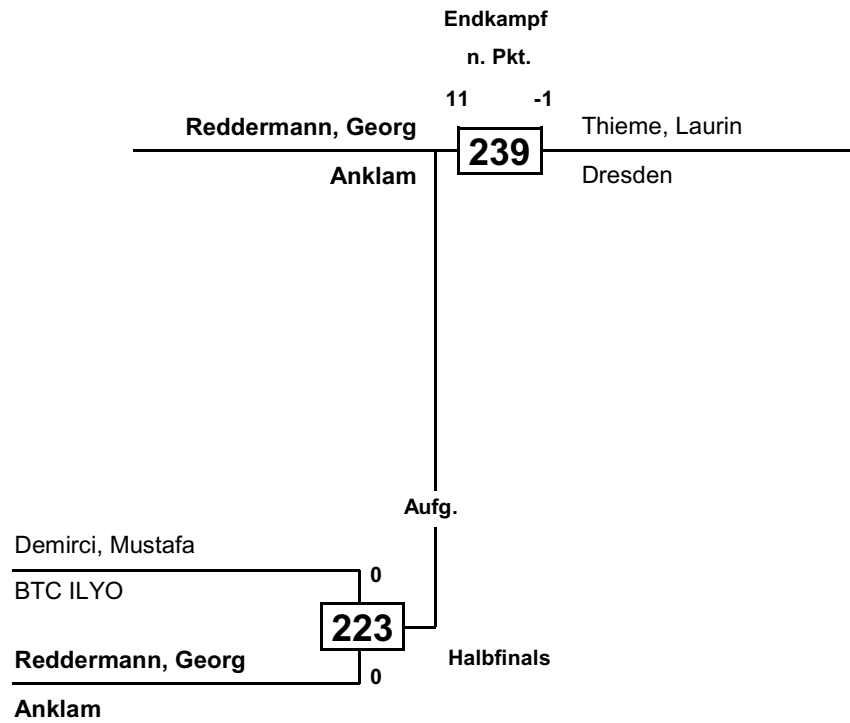 Endkampf
n. Pkt.
11 -1
Reddermann, Georg 239 Thieme, Laurin
Anklam Dresden
Aufg.
Demirci, Mustafa
0
BTC ILYO
223
Reddermann, Georg Halbfinals
0
Anklam